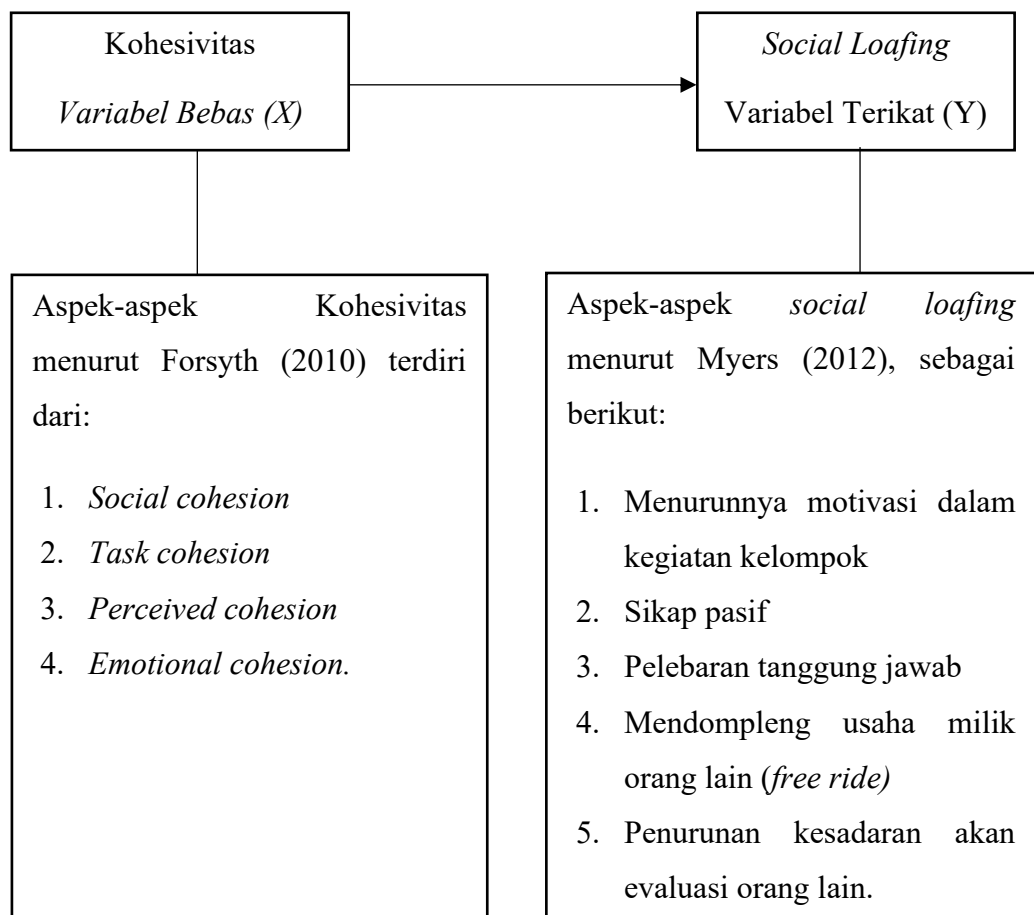 Kohesivitas
Variabel Bebas (X)
Social Loafing
Variabel Terikat (Y)
Aspek-aspek Kohesivitas
menurut Forsyth (2010) terdiri
dari:
1. Social cohesion
2. Task cohesion
3. Perceived cohesion
4. Emotional cohesion.
Aspek-aspek social loafing
menurut Myers (2012), sebagai
berikut:
1. Menurunnya motivasi dalam
kegiatan kelompok
2. Sikap pasif
3. Pelebaran tanggung jawab
4. Mendompleng usaha milik
orang lain (free ride)
5. Penurunan kesadaran akan
evaluasi orang lain.